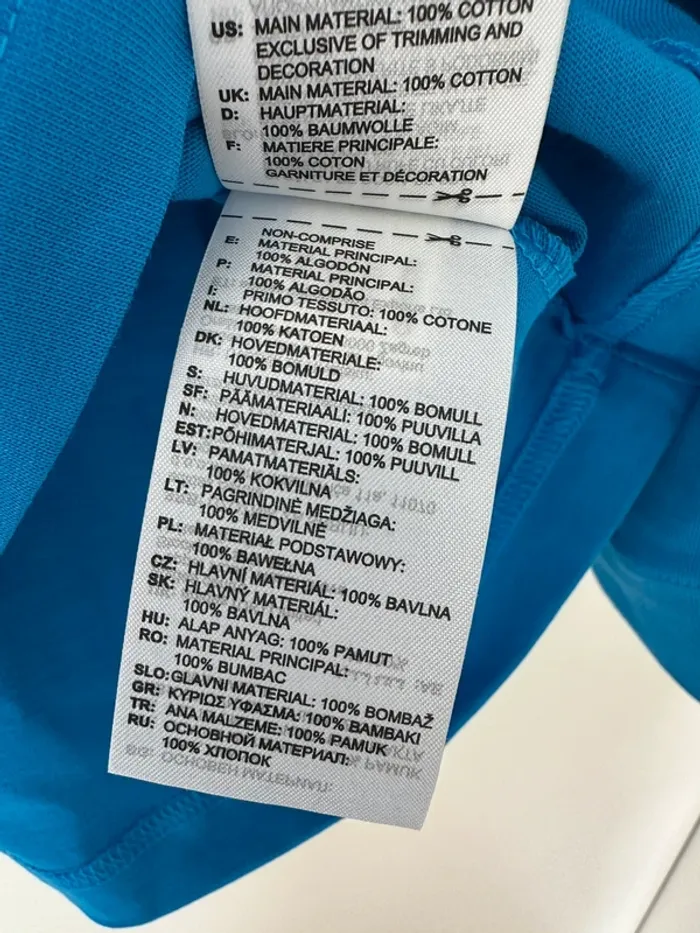 US: MAIN MATERIAL: 100% COTTON
EXCLUSIVE OF TRIMMING AND
DECORATION
UK: MAIN MATERIAL: 100% COTTON
D: HAUPTMATERIAL:
100% BAUMWOLLE
F: MATIERE PRINCIPALE:
100% COTON
GARNITURE ET DÉCORATION
NON-COMPRISE
E: MATERIAL PRINCIPAL:
100% ALGODÓN
P: MATERIAL PRINCIPAL:
100% ALGODÃO
I: PRIMO TESSUTO: 100% COTONE
NL: HOOFDMATERIAAL:
100% KATOEN
DK: HOVEDMATERIALE:
100% BOMULD
S: HUVUDMATERIAL: 100% BOMULL
SF: PÄÄMATERIAALI: 100% PUUVILLA
N: HOVEDMATERIAL: 100% BOMULL
EST: PÕHIMATERJAL: 100% PUUVILL
LV: PAMATMATERIĀLS:
100% KOKVILNA
LT: PAGRINDINĖ MEDŽIAGA:
100% MEDVILNĖ
PL: MATERIAŁ PODSTAWOWY:
100% BAWEŁNA
CZ: HLAVNÍ MATERIÁL: 100% BAVLNA
SK: HLAVNÝ MATERIÁL:
100% BAVLNA
HU: ALAP ANYAG: 100% PAMUT
RO: MATERIAL PRINCIPAL:
100% BUMBAC
SLO: GLAVNI MATERIAL: 100% BOMBAŽ
GR: ΚΥΡΙΩΣ ΥΦΑΣΜΑ: 100% BAMBAKI
TR: ANA MALZEME: 100% PAMUK
RU: ОСНОВНОЙ МАТЕРИАЛ:
100% ХЛОПОК